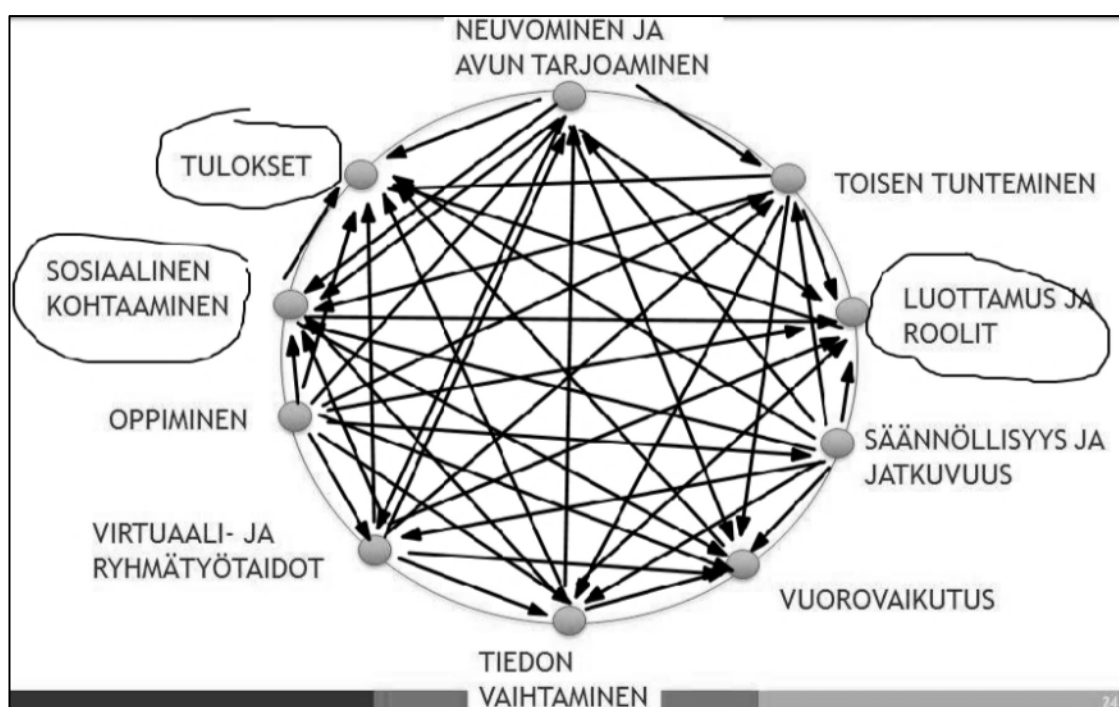 NEUVOMINEN JA
AVUN TARJOAMINEN
TULOKSET
TOISEN TUNTEMINEN
SOSIAALINEN
KOHTAAMINEN
LUOTTAMUS JA
ROOLIT
OPPIMINEN
SÄÄNNÖLLISYYS JA
JATKUVUUS
VIRTUAALI- JA
RYHMÄTYÖTAIDOT
VUOROVAIKUTUS
TIEDON
VAIHTAMINEN
24